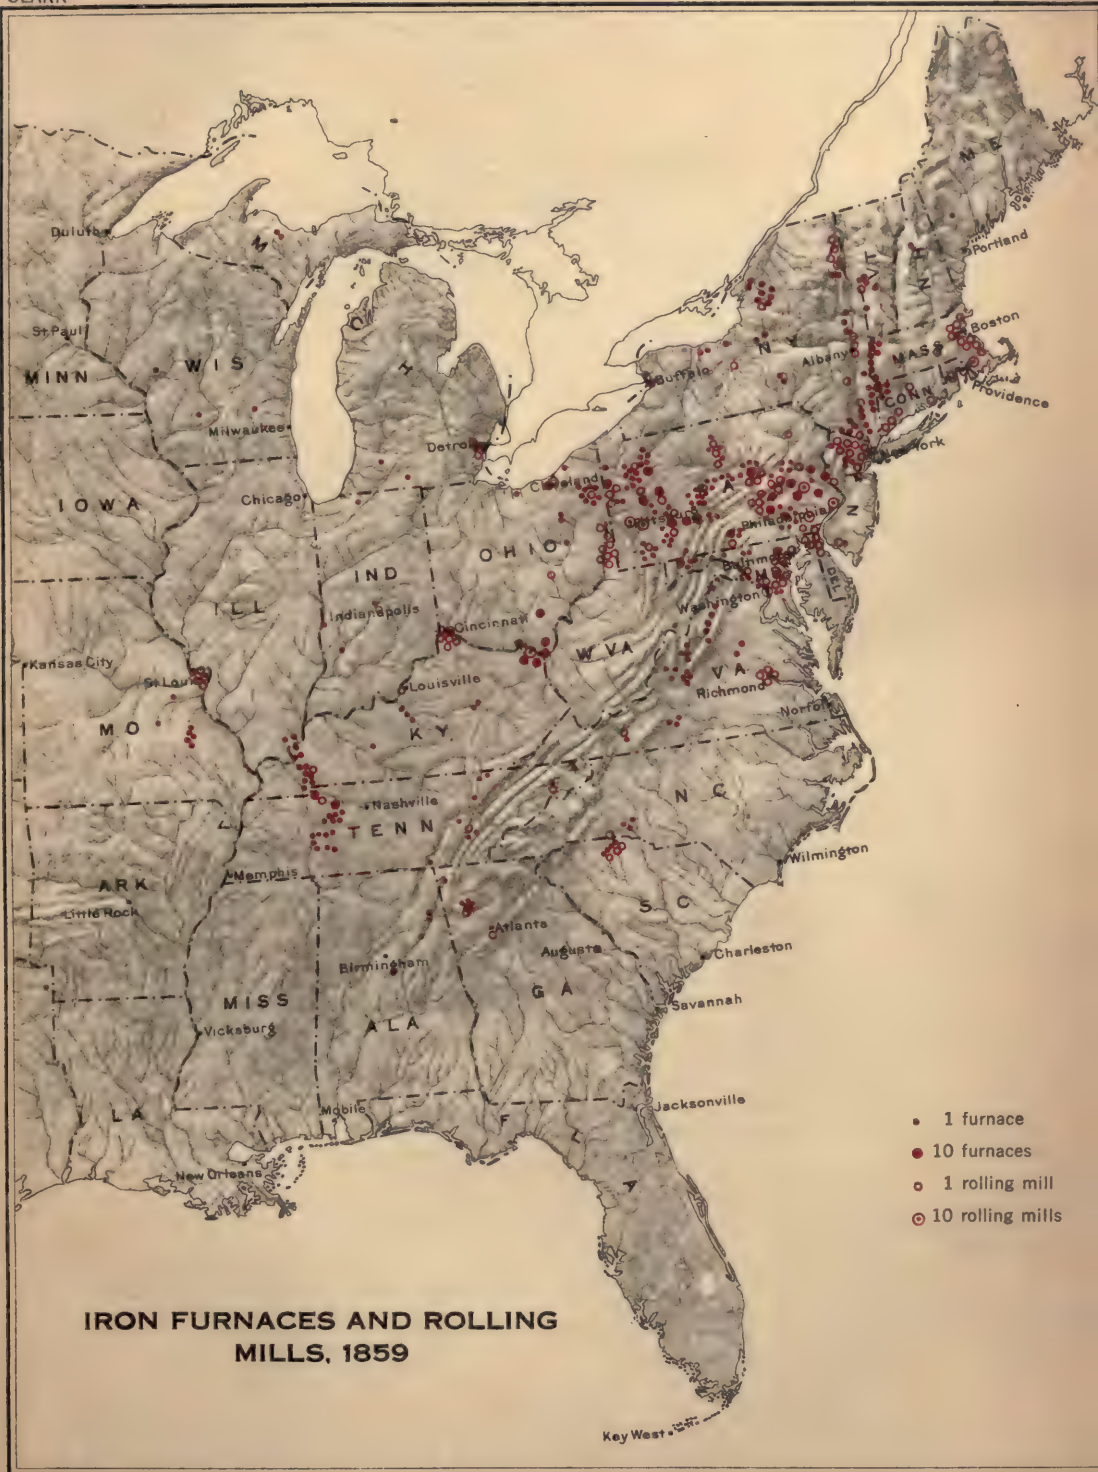 CLARK
ME
Duluth
M
I
C
H
VT
N H
Portland
St. Paul
WIS
MINN
N Y
Albany
MASS
Boston
Buffalo
CONN
R I
Providence
Milwaukee
Detroit
New York
Chicago
Cleveland
IOWA
P A
N J
Pittsburg
Philadelphia
OHIO
IND
Baltimore
MD
DEL
ILL
Indianapolis
Washington
Cincinnati
W VA
Kansas City
St Louis
Louisville
VA
Richmond
Norfolk
MO
KY
Nashville
N C
TENN
Memphis
Wilmington
ARK
Little Rock
S C
Atlanta
Augusta
Charleston
Birmingham
MISS
G A
Savannah
ALA
Vicksburg
LA
Mobile
Jacksonville
F L A
New Orleans
1 furnace
10 furnaces
1 rolling mill
10 rolling mills
IRON FURNACES AND ROLLING
MILLS, 1859
Key West